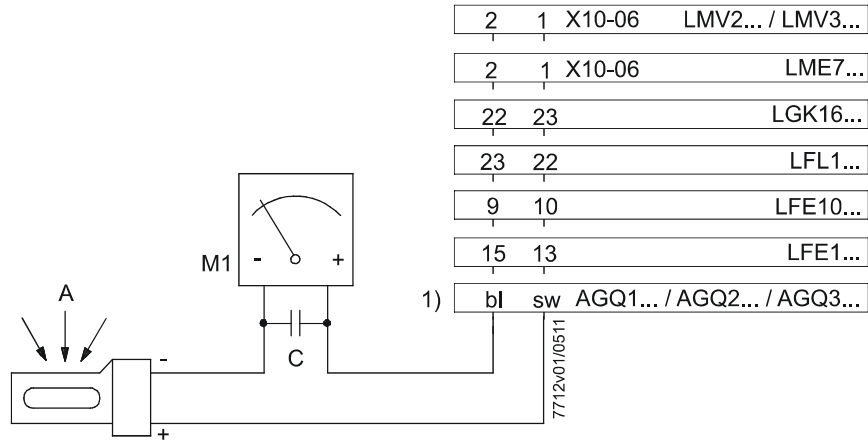 2 1 X10-06 LMV2... / LMV3...
2 1 X10-06 LME7...
22 23 LGK16...
23 22 LFL1...
9 10 LFE10...
15 13 LFE1...
1) bl sw AGQ1... / AGQ2... / AGQ3...
M1 - +
A
C
-
+
7712v01/0511